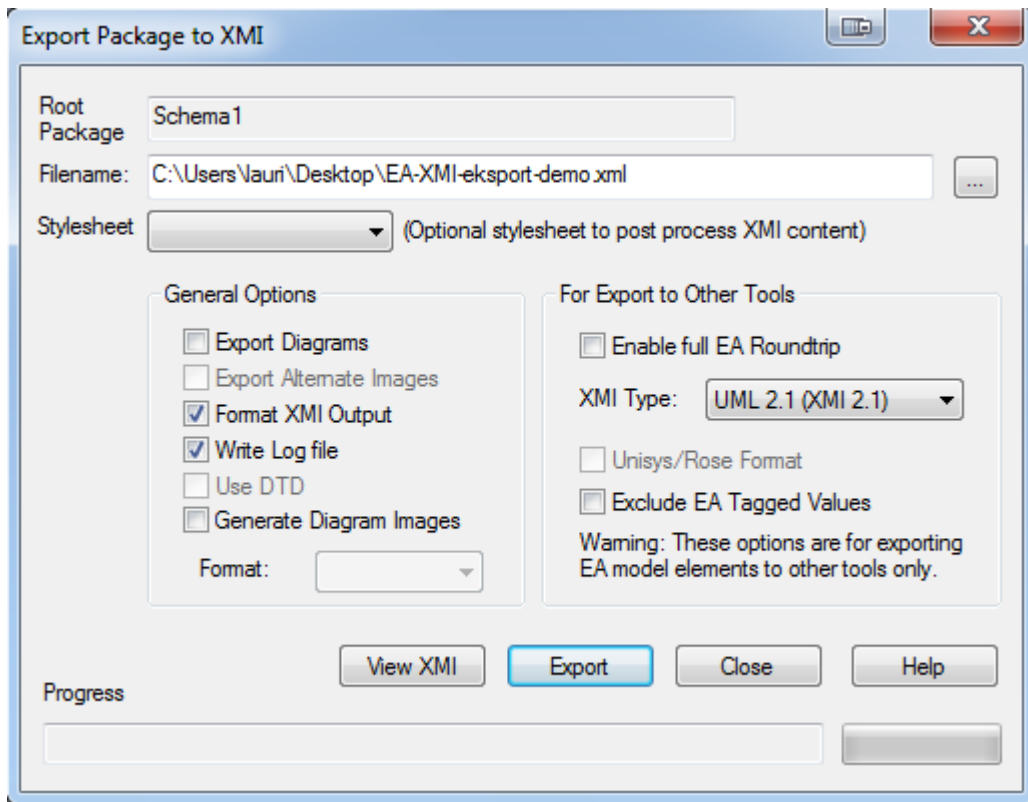 Export Package to XMI
Root
Package
Schema1
Filename:
C:\Users\lauri\Desktop\EA-XMI-eksport-demo.xml
...
Stylesheet
(Optional stylesheet to post process XMI content)
General Options
Export Diagrams
Export Alternate Images
Format XMI Output
Write Log file
Use DTD
Generate Diagram Images
Format:
For Export to Other Tools
Enable full EA Roundtrip
XMI Type:
UML 2.1 (XMI 2.1)
Unisys/Rose Format
Exclude EA Tagged Values
Warning: These options are for exporting
EA model elements to other tools only.
View XMI
Export
Close
Help
Progress